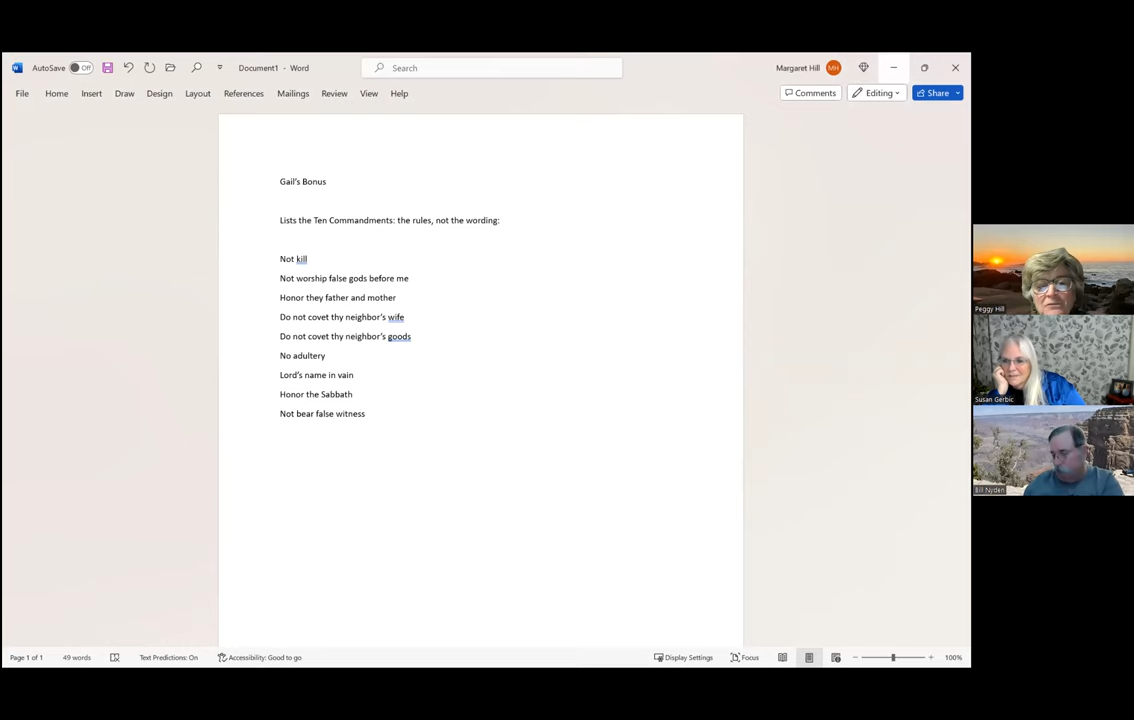 AutoSave Off Document1 - Word Search Margaret Hill MH
File Home Insert Draw Design Layout References Mailings Review View Help Comments Editing Share
Gail's Bonus
Lists the Ten Commandments: the rules, not the wording:
Not kill
Not worship false gods before me
Honor they father and mother
Do not covet thy neighbor's wife
Do not covet thy neighbor's goods
No adultery
Lord's name in vain
Honor the Sabbath
Not bear false witness
Peggy Hill
Susan Gerbic
Bill Nyden
Page 1 of 1 49 words Text Predictions: On Accessibility: Good to go Display Settings Focus 100%